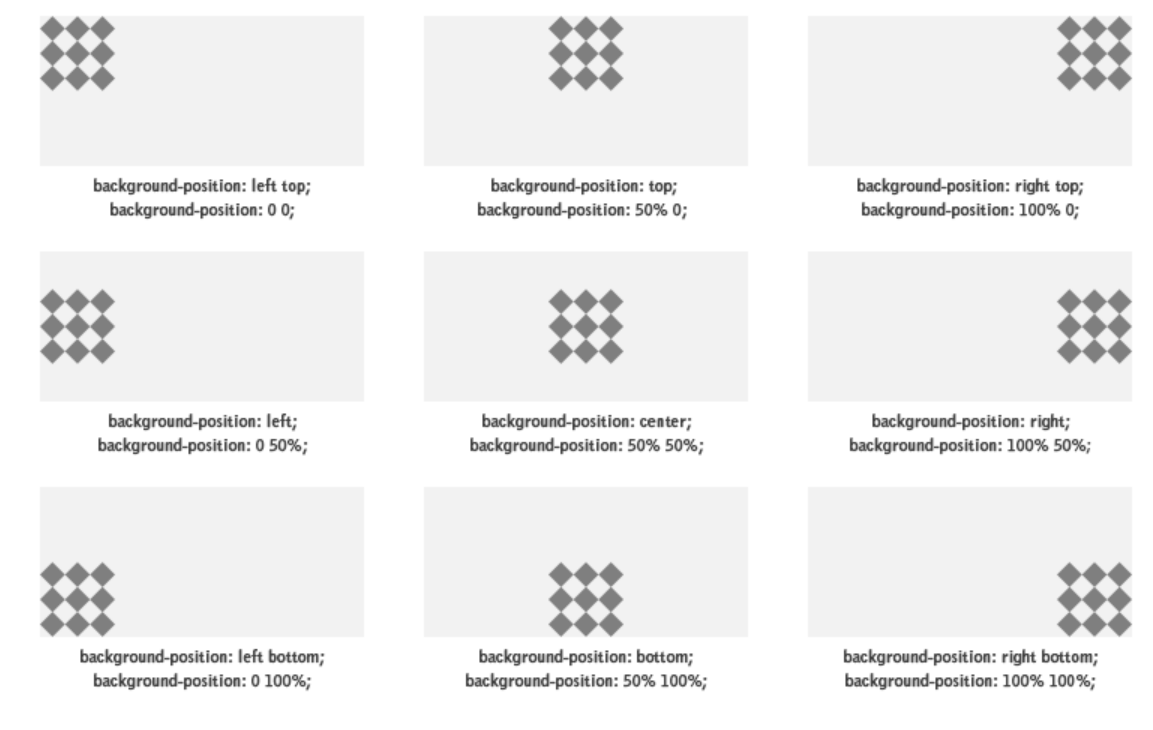 background-position: left top;
background-position: 0 0;
background-position: top;
background-position: 50% 0;
background-position: right top;
background-position: 100% 0;
background-position: left;
background-position: 0 50%;
background-position: center;
background-position: 50% 50%;
background-position: right;
background-position: 100% 50%;
background-position: left bottom;
background-position: 0 100%;
background-position: bottom;
background-position: 50% 100%;
background-position: right bottom;
background-position: 100% 100%;